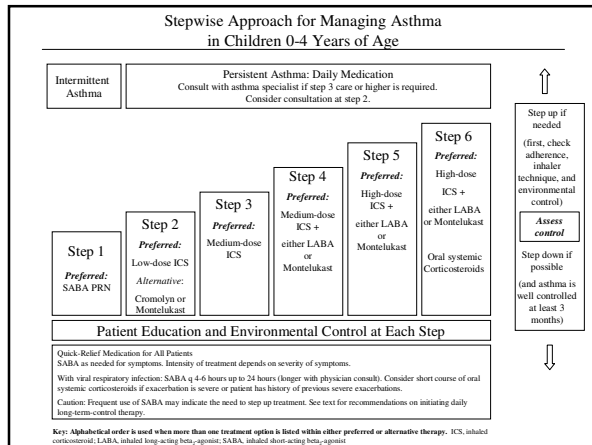 Stepwise Approach for Managing Asthma
in Children 0-4 Years of Age
Intermittent
Asthma
Persistent Asthma: Daily Medication
Consult with asthma specialist if step 3 care or higher is required.
Consider consultation at step 2.
Step 1
Preferred:
SABA PRN
Step 2
Preferred:
Low-dose ICS
Alternative:
Cromolyn or
Montelukast
Step 3
Preferred:
Medium-dose
ICS
Step 4
Preferred:
Medium-dose
ICS +
either LABA
or
Montelukast
Step 5
Preferred:
High-dose
ICS +
either LABA
or
Montelukast
Step 6
Preferred:
High-dose
ICS +
either LABA
or Montelukast
Oral systemic
Corticosteroids
Step up if
needed
(first, check
adherence,
inhaler
technique, and
environmental
control)
Assess
control
Step down if
possible
(and asthma is
well controlled
at least 3
months)
Patient Education and Environmental Control at Each Step
Quick-Relief Medication for All Patients
SABA as needed for symptoms. Intensity of treatment depends on severity of symptoms.
With viral respiratory infection: SABA q 4-6 hours up to 24 hours (longer with physician consult). Consider short course of oral
systemic corticosteroids if exacerbation is severe or patient has history of previous severe exacerbations.
Caution: Frequent use of SABA may indicate the need to step up treatment. See text for recommendations on initiating daily
long-term-control therapy.
Key: Alphabetical order is used when more than one treatment option is listed within either preferred or alternative therapy. ICS, inhaled
corticosteroid; LABA, inhaled long-acting beta2-agonist; SABA, inhaled short-acting beta2-agonist